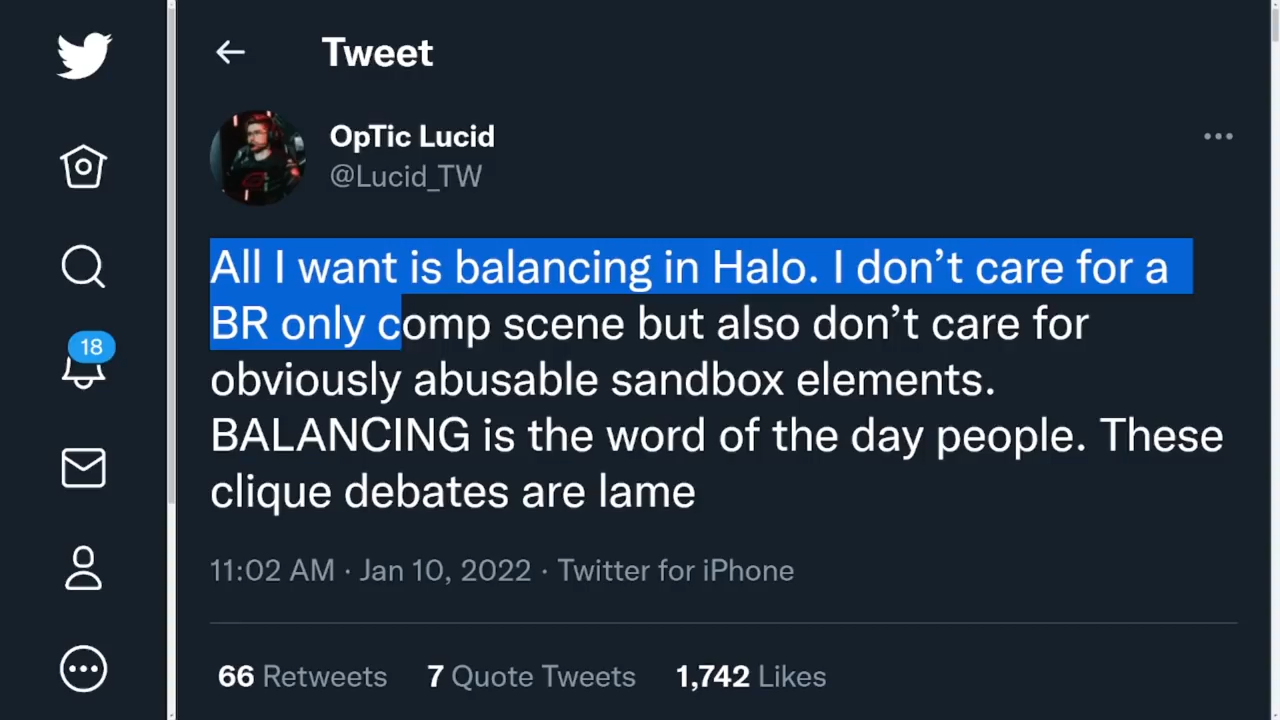 Tweet
OpTic Lucid
@Lucid_TW
All I want is balancing in Halo. I don’t care for a
BR only comp scene but also don’t care for
obviously abusable sandbox elements.
BALANCING is the word of the day people. These
clique debates are lame
11:02 AM · Jan 10, 2022 · Twitter for iPhone
66 Retweets 7 Quote Tweets 1,742 Likes
18